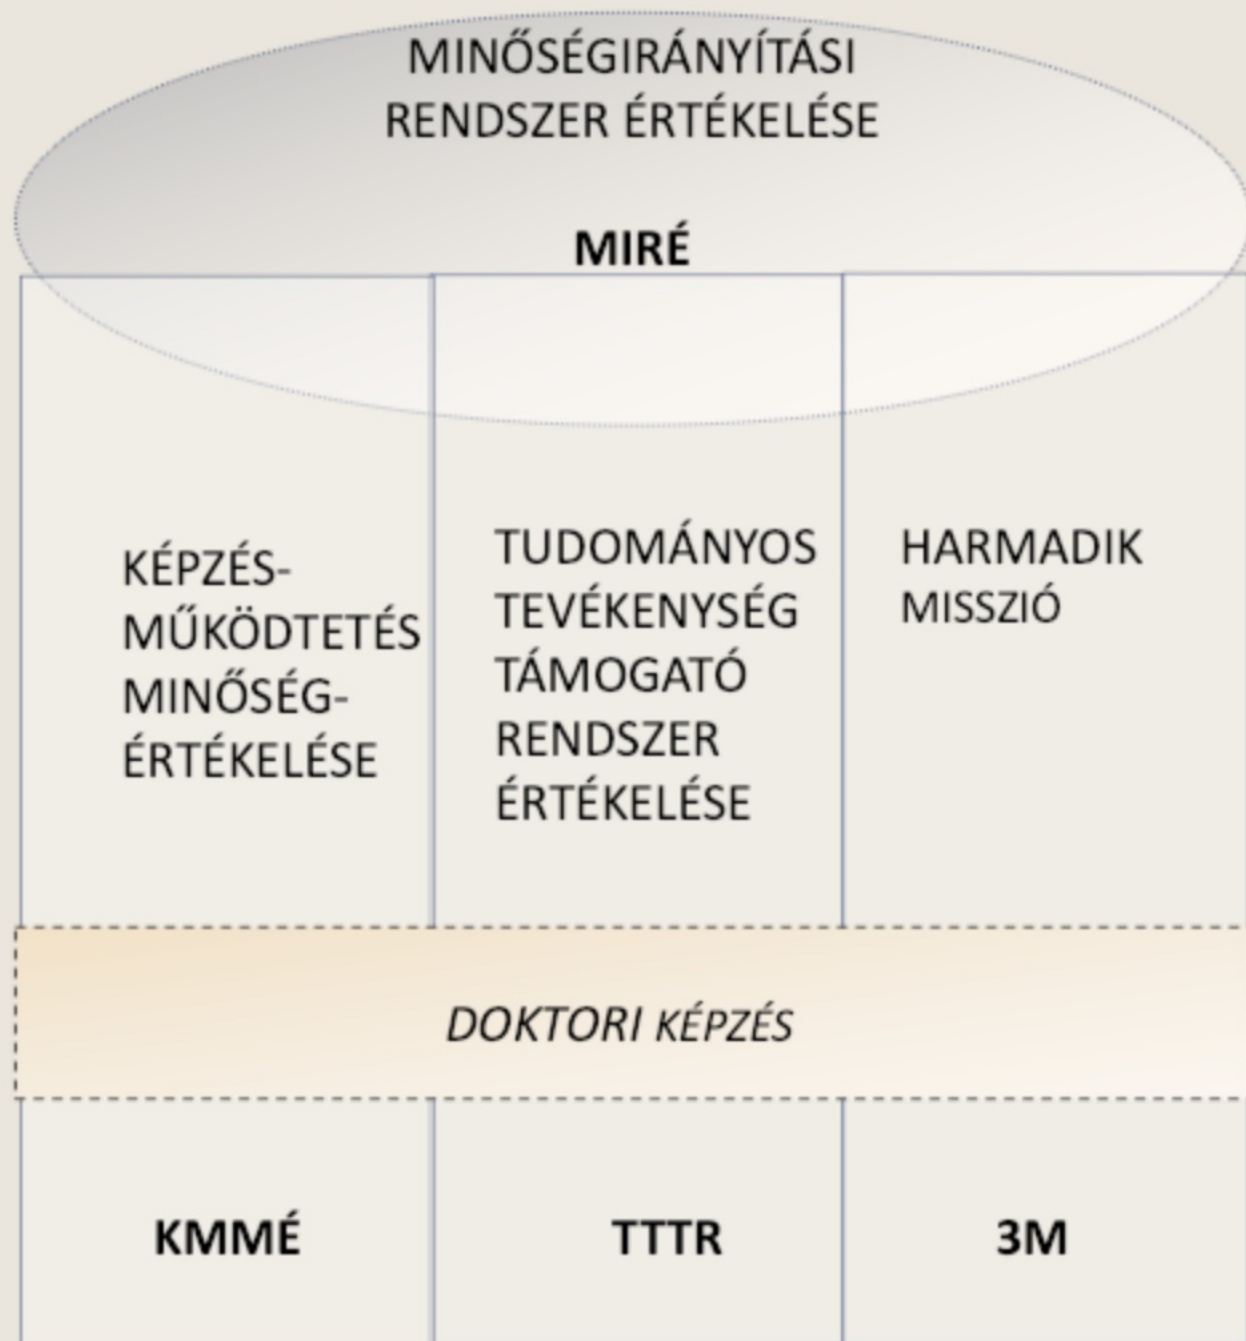 MINŐSÉGIRÁNYÍTÁSI
RENDSZER ÉRTÉKELÉSE
MIRÉ
KÉPZÉS-
MŰKÖDTETÉS
MINŐSÉG-
ÉRTÉKELÉSE
TUDOMÁNYOS
TEVÉKENYSÉG
TÁMOGATÓ
RENDSZER
ÉRTÉKELÉSE
HARMADIK
MISSZIÓ
DOKTORI KÉPZÉS
KMMÉ
TTTR
3M